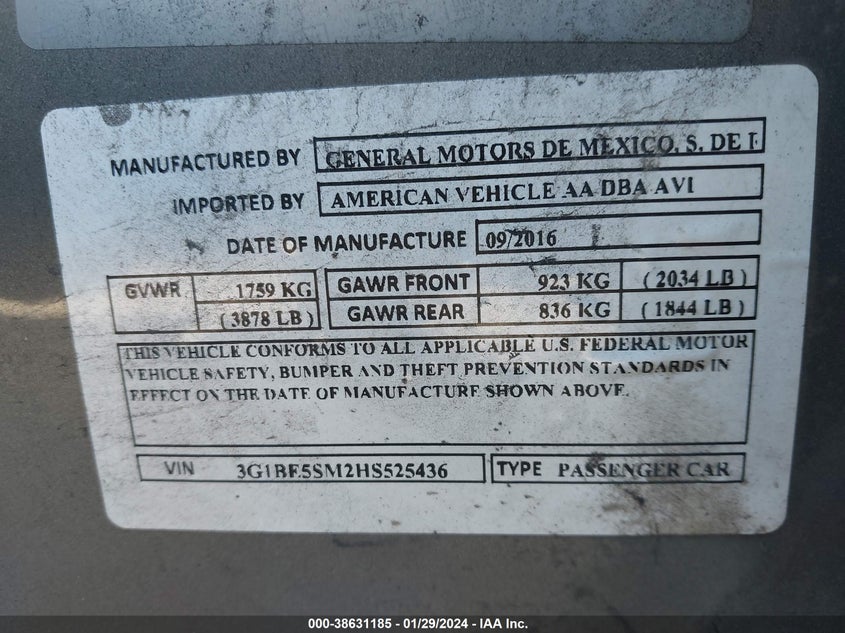 MANUFACTURED BY GENERAL MOTORS DE MEXICO, S. DE
IMPORTED BY AMERICAN VEHICLE AA DBA AVI
DATE OF MANUFACTURE 09/2016
GVWR 1759 KG GAWR FRONT 923 KG (2034 LB)
(3878 LB) GAWR REAR 836 KG (1844 LB)
THIS VEHICLE CONFORMS TO ALL APPLICABLE U.S. FEDERAL MOTOR
VEHICLE SAFETY, BUMPER AND THEFT PREVENTION STANDARDS IN
EFFECT ON THE DATE OF MANUFACTURE SHOWN ABOVE.
VIN 3G1BE5SM2HS525436 TYPE PASSENGER CAR
000-38631185 - 01/29/2024 - IAA Inc.